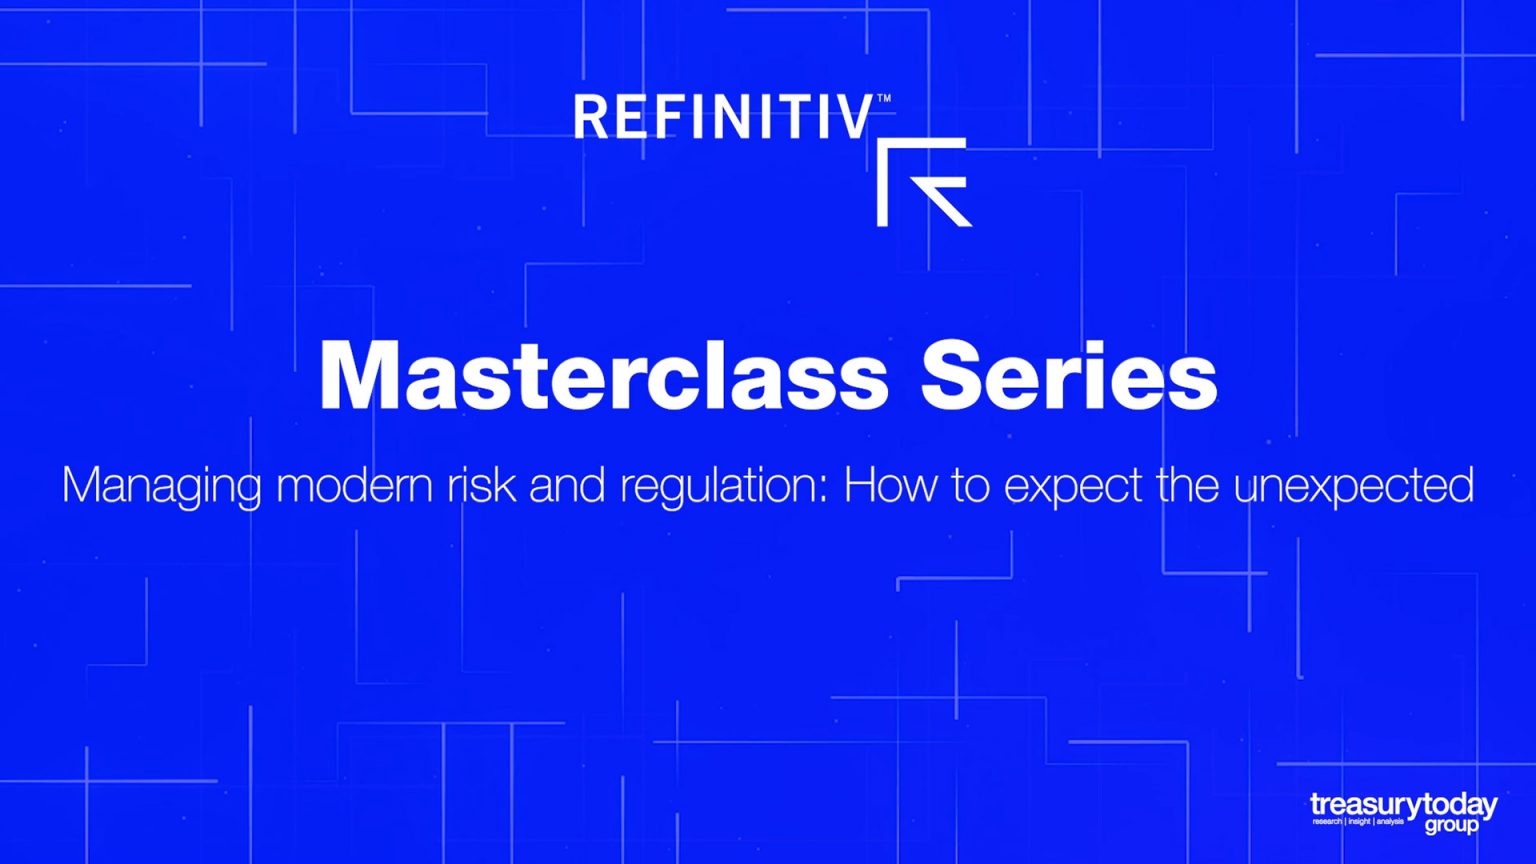 REFINITIV™
Masterclass Series
Managing modern risk and regulation: How to expect the unexpected
treasurytoday
research | insight | analysis
group